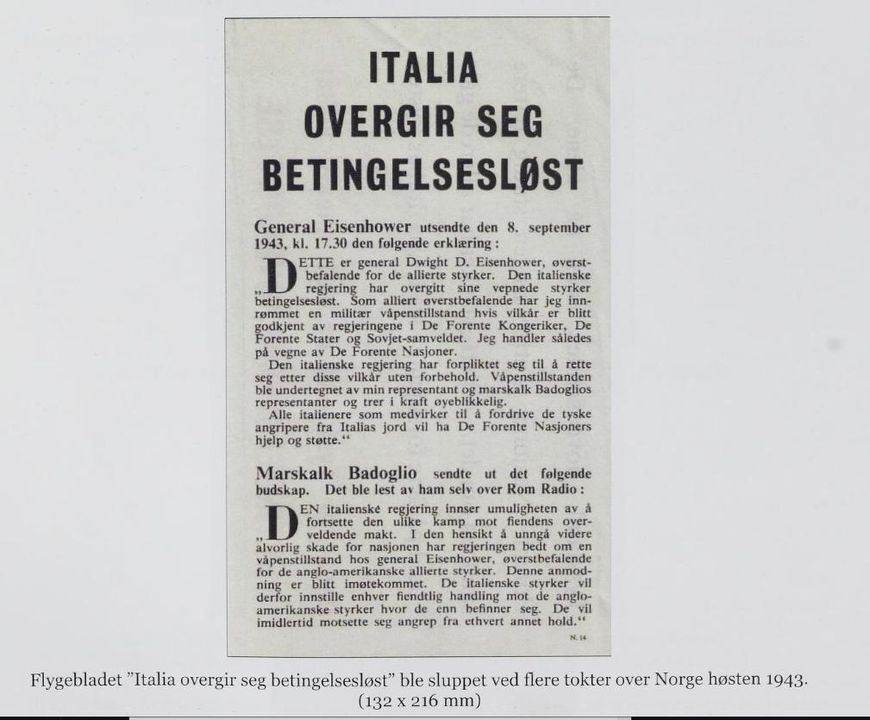 ITALIA
OVERGIR SEG
BETINGELSESLØST
General Eisenhower utsendte den 8. september
1943, kl. 17.30 den følgende erklæring :
„DETTE er general Dwight D. Eisenhower, øverst-
befalende for de allierte styrker. Den italienske
regjering har overgitt sine vepnede styrker
betingelsesløst. Som alliert øverstbefalende har jeg inn-
rømmet en militær våpenstillstand hvis vilkår er blitt
godkjent av regjeringene i De Forente Kongeriker, De
Forente Stater og Sovjet-samveldet. Jeg handler således
på vegne av De Forente Nasjoner.
Den italienske regjering har forpliktet seg til å rette
seg etter disse vilkår uten forbehold. Våpenstillstanden
ble undertegnet av min representant og marskalk Badoglios
representanter og trer i kraft øyeblikkelig.
Alle italienere som medvirker til å fordrive de tyske
angripere fra Italias jord vil ha De Forente Nasjoners
hjelp og støtte.“
Marskalk Badoglio sendte ut det følgende
budskap. Det ble lest av ham selv over Rom Radio :
„DEN italienske regjering innser umuligheten av å
fortsette den ulike kamp mot fiendens over-
veldende makt. I den hensikt å unngå videre
alvorlig skade for nasjonen har regjeringen bedt om en
våpenstillstand hos general Eisenhower, øverstbefalende
for de anglo-amerikanske allierte styrker. Denne anmod-
ning er blitt imøtekommet. De italienske styrker vil
derfor innstille enhver fiendtlig handling mot de anglo-
amerikanske styrker hvor de enn befinner seg. De vil
imidlertid motsette seg angrep fra ethvert annet hold.“
N. 14
Flygebladet ”Italia overgir seg betingelsesløst” ble sluppet ved flere tokter over Norge høsten 1943.
(132 x 216 mm)